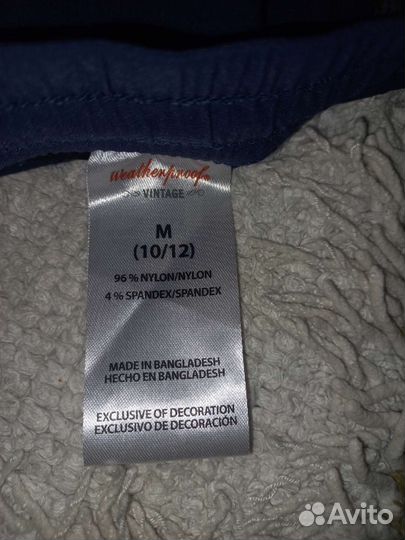 weatherproof
VINTAGE
M
(10/12)
96 % NYLON/NYLON
4 % SPANDEX/SPANDEX
MADE IN BANGLADESH
HECHO EN BANGLADESH
EXCLUSIVE OF DECORATION
EXCLUSIVO DE DECORACIÓN
Avito